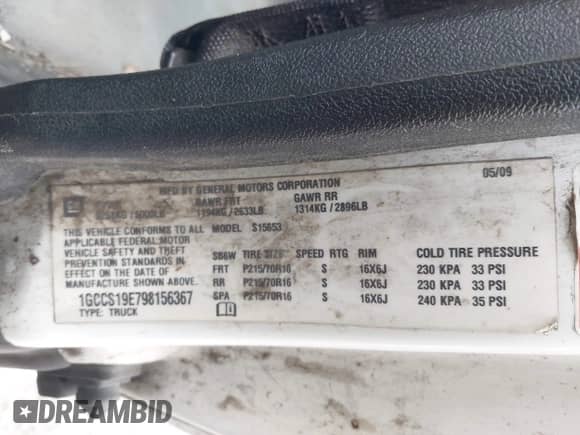 MFD BY GENERAL MOTORS CORPORATION 05/09
GM GAWR FRT GAWR RR
1194KG / 2633LB 1314KG / 2896LB
THIS VEHICLE CONFORMS TO ALL MODEL S15653
APPLICABLE FEDERAL MOTOR
VEHICLE SAFETY AND THEFT
PREVENTION STANDARDS IN
EFFECT ON THE DATE OF
MANUFACTURE SHOWN ABOVE.
1GCCS19E798156367
TYPE: TRUCK
TIRE SIZE SPEED RTG RIM COLD TIRE PRESSURE
FRT P215/70R16 S 16X6J 230 KPA 33 PSI
RR P215/70R16 S 16X6J 230 KPA 33 PSI
SPA P215/70R16 S 16X6J 240 KPA 35 PSI
DREAMBID